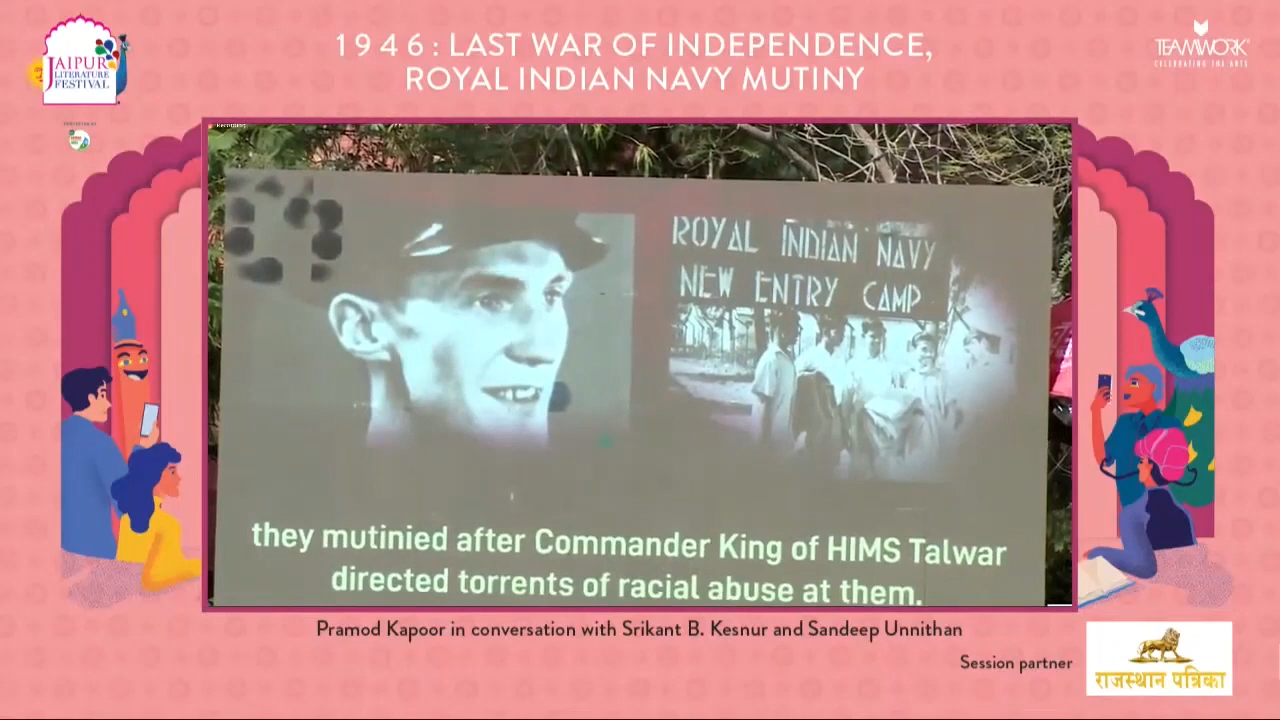 1946: LAST WAR OF INDEPENDENCE,
ROYAL INDIAN NAVY MUTINY
JAIPUR
LITERATURE
FESTIVAL
TEAMWORK
CELEBRATING THE ARTS
Recording
ROYAL INDIAN NAVY
NEW ENTRY CAMP
they mutinied after Commander King of HIMS Talwar
directed torrents of racial abuse at them.
Pramod Kapoor in conversation with Srikant B. Kesnur and Sandeep Unnithan
Session partner
राजस्थान पत्रिका